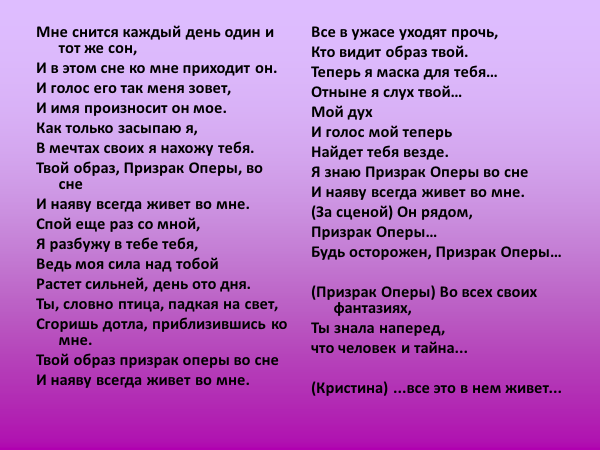 Мне снится каждый день один и
тот же сон,
И в этом сне ко мне приходит он.
И голос его так меня зовет,
И имя произносит он мое.
Как только засыпаю я,
В мечтах своих я нахожу тебя.
Твой образ, Призрак Оперы, во
сне
И наяву всегда живет во мне.
Спой еще раз со мной,
Я разбужу в тебе тебя,
Ведь моя сила над тобой
Растет сильней, день ото дня.
Ты, словно птица, падкая на свет,
Сгоришь дотла, приблизившись ко
мне.
Твой образ призрак оперы во сне
И наяву всегда живет во мне.
Все в ужасе уходят прочь,
Кто видит образ твой.
Теперь я маска для тебя…
Отныне я слух твой…
Мой дух
И голос мой теперь
Найдет тебя везде.
Я знаю Призрак Оперы во сне
И наяву всегда живет во мне.
(За сценой) Он рядом,
Призрак Оперы…
Будь осторожен, Призрак Оперы…
(Призрак Оперы) Во всех своих
фантазиях,
Ты знала наперед,
что человек и тайна...
(Кристина) ...все это в нем живет...